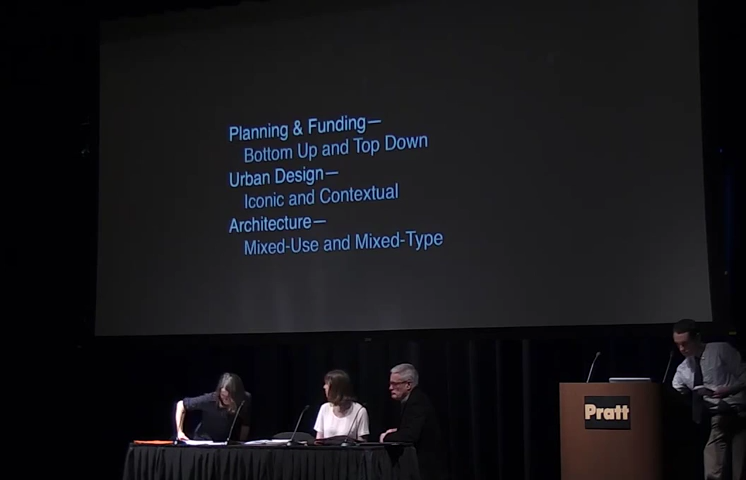 Planning & Funding—
Bottom Up and Top Down
Urban Design—
Iconic and Contextual
Architecture—
Mixed-Use and Mixed-Type
Pratt